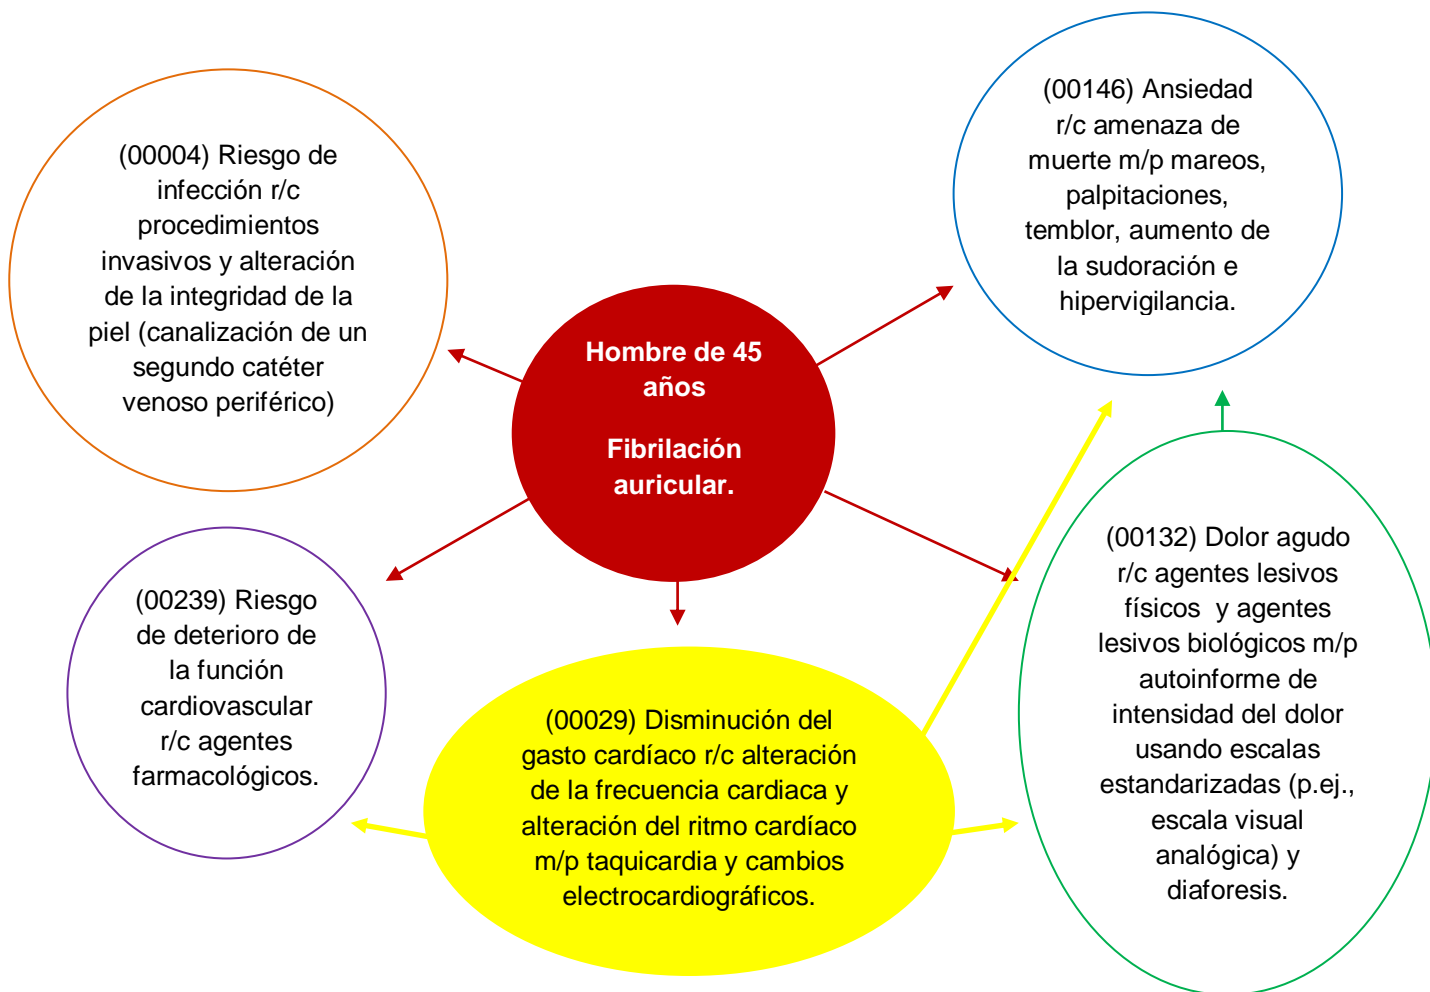 (00004) Riesgo de
infección r/c
procedimientos
invasivos y alteración
de la integridad de la
piel (canalización de un
segundo catéter
venoso periférico)
(00146) Ansiedad
r/c amenaza de
muerte m/p mareos,
palpitaciones,
temblor, aumento de
la sudoración e
hipervigilancia.
Hombre de 45
años
Fibrilación
auricular.
(00239) Riesgo
de deterioro de
la función
cardiovascular
r/c agentes
farmacológicos.
(00029) Disminución del
gasto cardíaco r/c alteración
de la frecuencia cardiaca y
alteración del ritmo cardíaco
m/p taquicardia y cambios
electrocardiográficos.
(00132) Dolor agudo
r/c agentes lesivos
físicos y agentes
lesivos biológicos m/p
autoinforme de
intensidad del dolor
usando escalas
estandarizadas (p.ej.,
escala visual
analógica) y
diaforesis.